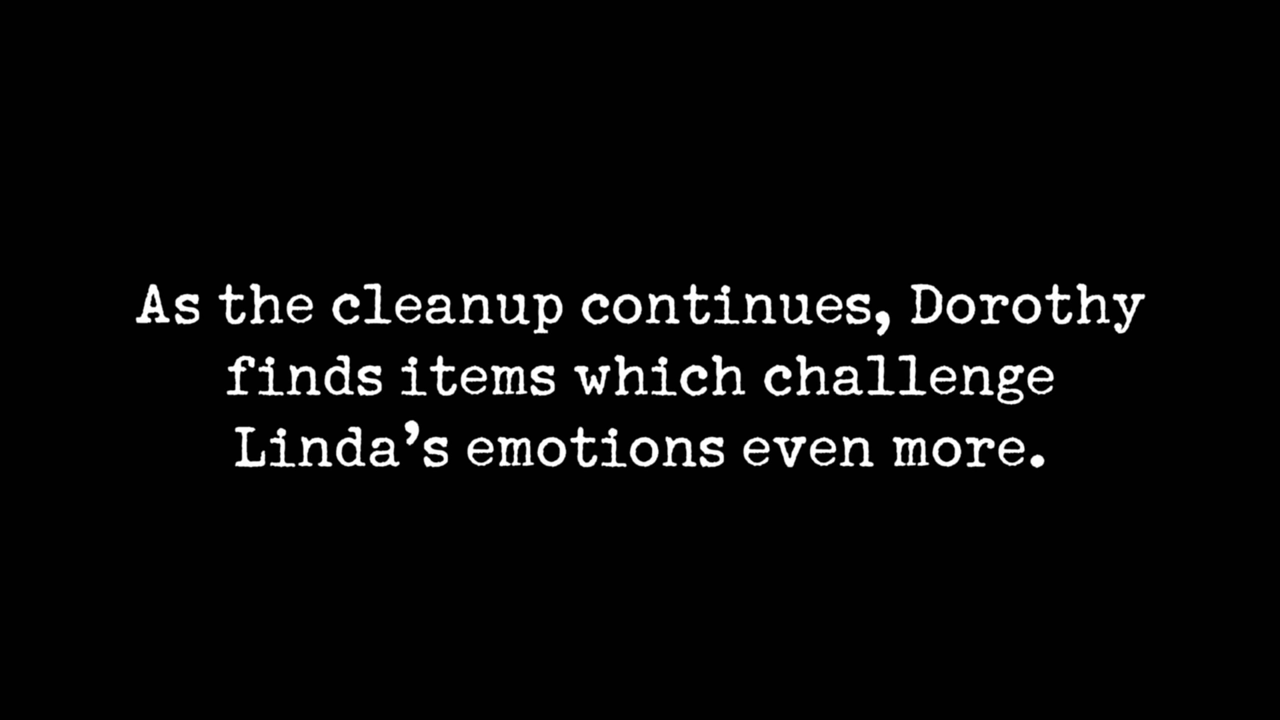 As the cleanup continues, Dorothy
finds items which challenge
Linda’s emotions even more.